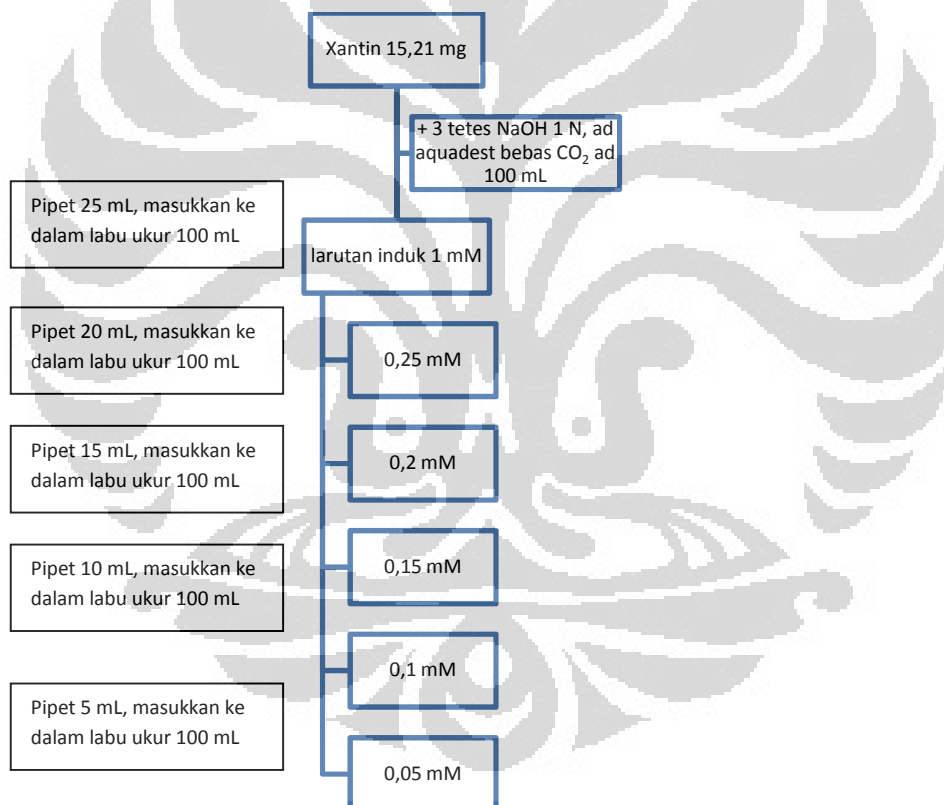 Xantin 15,21 mg
+ 3 tetes NaOH 1 N, ad
aquadest bebas CO₂ ad
100 mL
Pipet 25 mL, masukkan ke
dalam labu ukur 100 mL
larutan induk 1 mM
Pipet 20 mL, masukkan ke
dalam labu ukur 100 mL
0,25 mM
Pipet 15 mL, masukkan ke
dalam labu ukur 100 mL
0,2 mM
Pipet 10 mL, masukkan ke
dalam labu ukur 100 mL
0,15 mM
0,1 mM
Pipet 5 mL, masukkan ke
dalam labu ukur 100 mL
0,05 mM